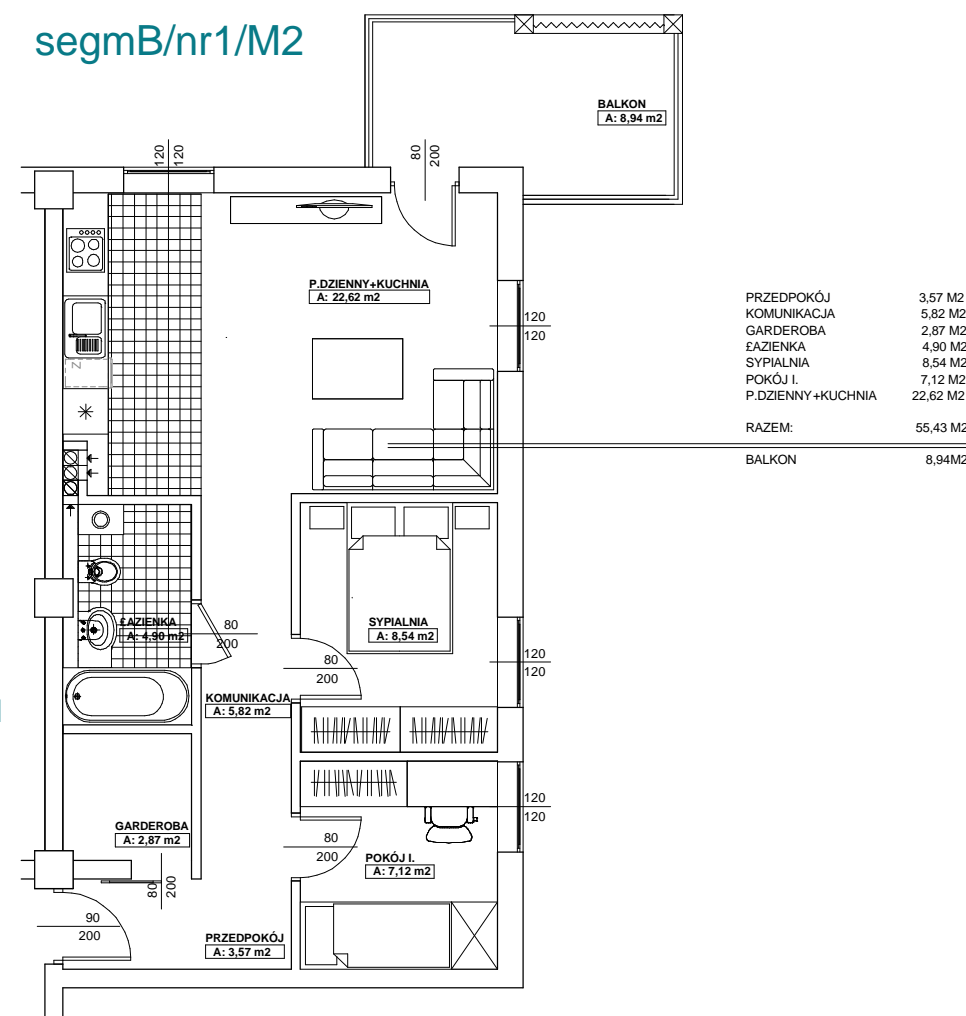 segmB/nr1/M2
BALKON
A: 8,94 m2
120
120
80
200
P.DZIENNY+KUCHNIA
A: 22,62 m2
120
120
PRZEDPOKÓJ 3,57 M2
KOMUNIKACJA 5,82 M2
GARDEROBA 2,87 M2
£AZIENKA 4,90 M2
SYPIALNIA 8,54 M2
POKÓJ I. 7,12 M2
P.DZIENNY+KUCHNIA 22,62 M2
RAZEM: 55,43 M2
BALKON 8,94M2
Z
£AZIENKA
A: 4,90 m2
80
200
SYPIALNIA
A: 8,54 m2
80
200
120
120
KOMUNIKACJA
A: 5,82 m2
120
120
GARDEROBA
A: 2,87 m2
80
200
80
200
POKÓJ I.
A: 7,12 m2
90
200
PRZEDPOKÓJ
A: 3,57 m2